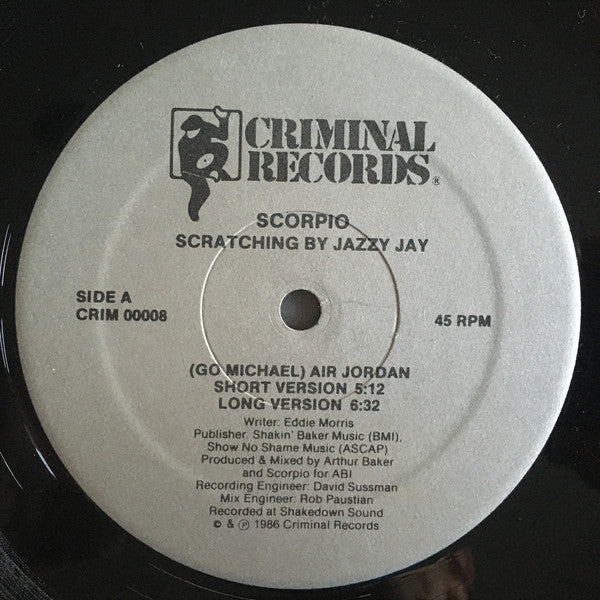 CRIMINAL
RECORDS®
SCORPIO
SCRATCHING BY JAZZY JAY
SIDE A
CRIM 00008
45 RPM
(GO MICHAEL) AIR JORDAN
SHORT VERSION 5:12
LONG VERSION 6:32
Writer: Eddie Morris
Publisher: Shakin' Baker Music (BMI),
Show No Shame Music (ASCAP)
Produced & Mixed by Arthur Baker
and Scorpio for ABI
Recording Engineer: David Sussman
Mix Engineer: Rob Paustian
Recorded at Shakedown Sound
© & ℗ 1986 Criminal Records